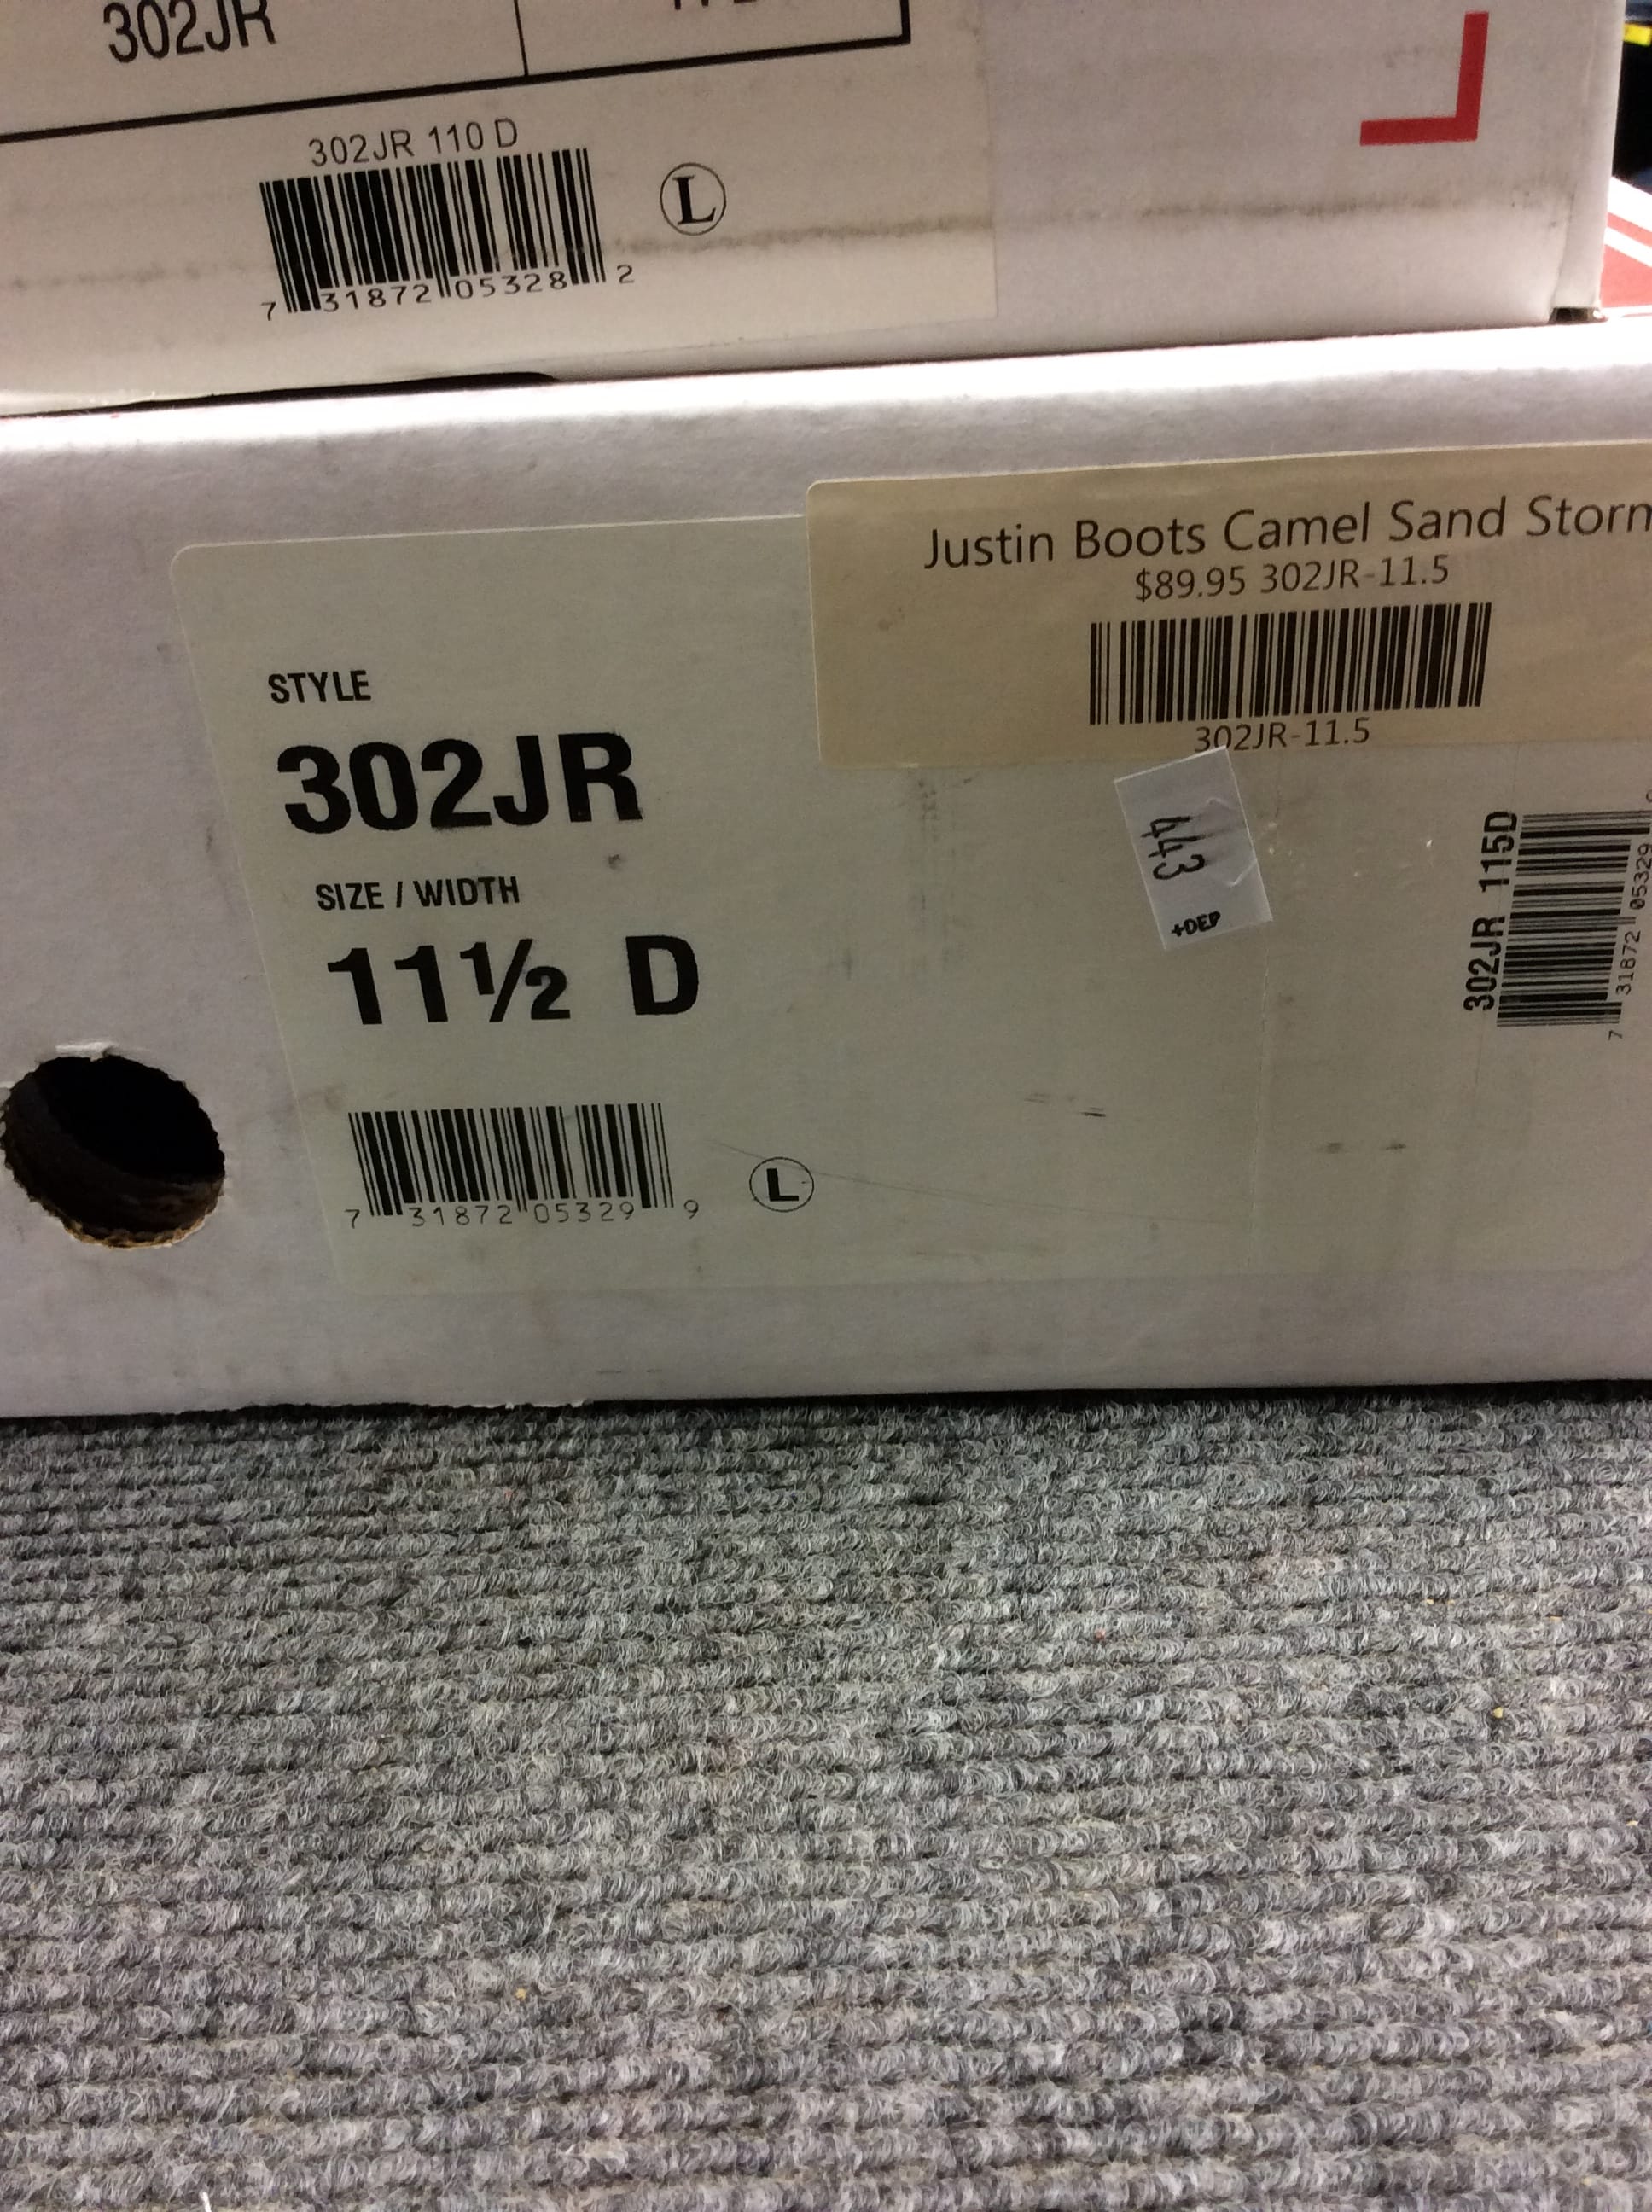 302JR
302JR 110 D
L
7 31872 05328 2
Justin Boots Camel Sand Storm
$89.95 302JR-11.5
302JR-11.5
STYLE
302JR
SIZE / WIDTH
11½ D
443
+DEP
302JR 115D
7 31872 05329
7 31872 05329 9
L